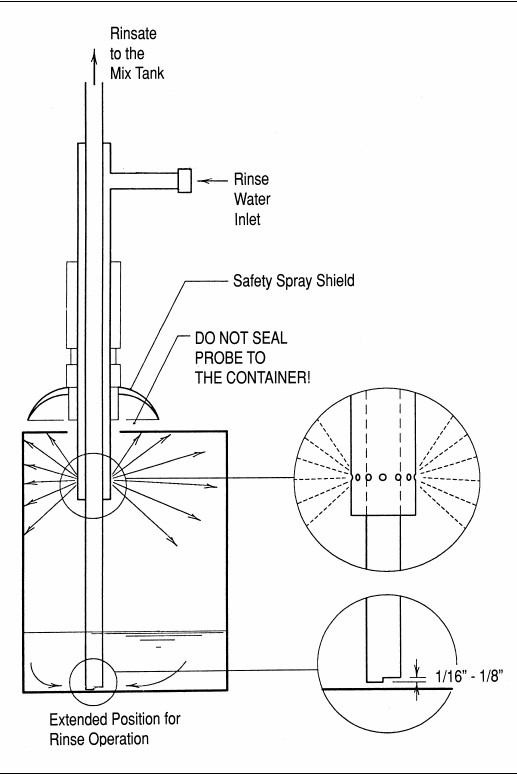 Rinsate
to the
Mix Tank
Rinse
Water
Inlet
Safety Spray Shield
DO NOT SEAL
PROBE TO
THE CONTAINER!
1/16" - 1/8"
Extended Position for
Rinse Operation